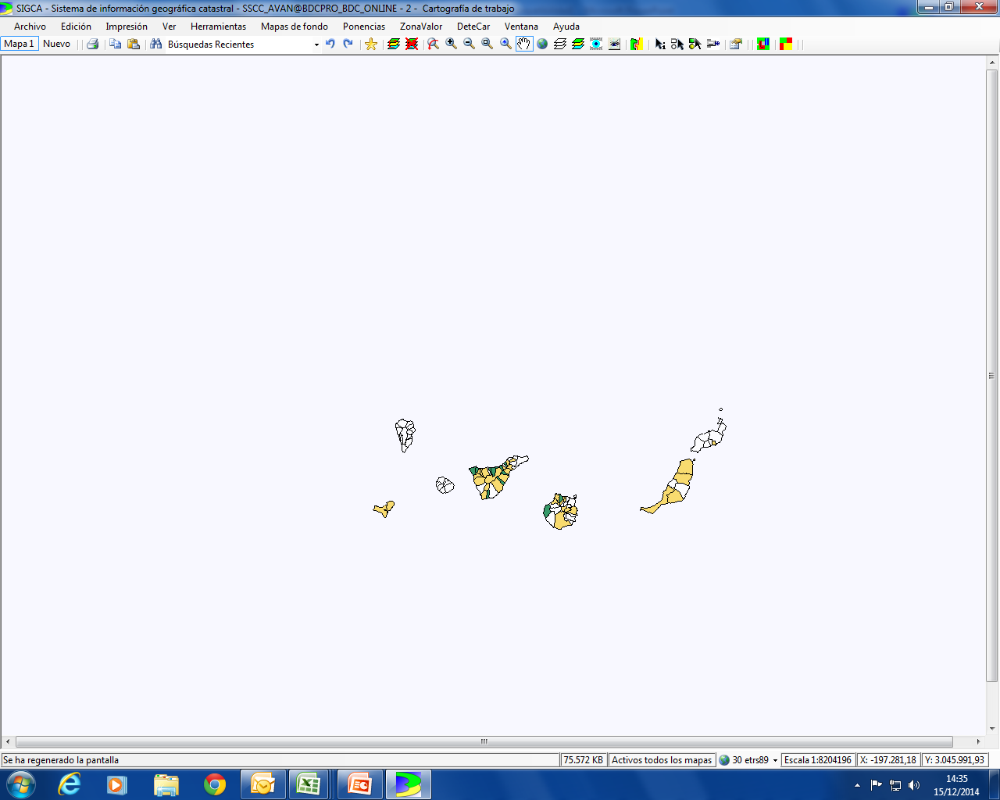 SIGCA - Sistema de información geográfica catastral - SSCC_AVAN@BDCPRO_BDC_ONLINE - 2 - Cartografía de trabajo
Archivo Edición Impresión Ver Herramientas Mapas de fondo Ponencias ZonaValor DeteCar Ventana Ayuda
Mapa 1 Nuevo Búsquedas Recientes
Se ha regenerado la pantalla 75.572 KB Activos todos los mapas 30 etrs89 Escala 1:8204196 X: -197.281,18 Y: 3.045.991,93
14:35
15/12/2014